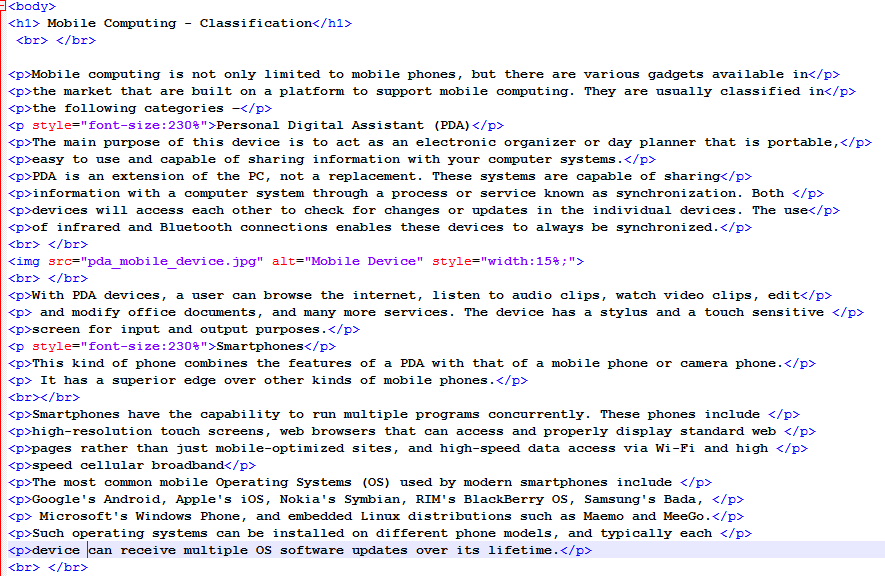 <body>
<h1> Mobile Computing - Classification</h1>
<br> </br>
<p>Mobile computing is not only limited to mobile phones, but there are various gadgets available in</p>
<p>the market that are built on a platform to support mobile computing. They are usually classified in</p>
<p>the following categories −</p>
<p style="font-size:230%">Personal Digital Assistant (PDA)</p>
<p>The main purpose of this device is to act as an electronic organizer or day planner that is portable,</p>
<p>easy to use and capable of sharing information with your computer systems.</p>
<p>PDA is an extension of the PC, not a replacement. These systems are capable of sharing</p>
<p>information with a computer system through a process or service known as synchronization. Both </p>
<p>devices will access each other to check for changes or updates in the individual devices. The use</p>
<p>of infrared and Bluetooth connections enables these devices to always be synchronized.</p>
<br> </br>
<img src="pda_mobile_device.jpg" alt="Mobile Device" style="width:15%;">
<br> </br>
<p>With PDA devices, a user can browse the internet, listen to audio clips, watch video clips, edit</p>
<p> and modify office documents, and many more services. The device has a stylus and a touch sensitive </p>
<p>screen for input and output purposes.</p>
<p style="font-size:230%">Smartphones</p>
<p>This kind of phone combines the features of a PDA with that of a mobile phone or camera phone.</p>
<p> It has a superior edge over other kinds of mobile phones.</p>
<br></br>
<p>Smartphones have the capability to run multiple programs concurrently. These phones include </p>
<p>high-resolution touch screens, web browsers that can access and properly display standard web </p>
<p>pages rather than just mobile-optimized sites, and high-speed data access via Wi-Fi and high </p>
<p>speed cellular broadband</p>
<p>The most common mobile Operating Systems (OS) used by modern smartphones include </p>
<p>Google's Android, Apple's iOS, Nokia's Symbian, RIM's BlackBerry OS, Samsung's Bada, </p>
<p> Microsoft's Windows Phone, and embedded Linux distributions such as Maemo and MeeGo.</p>
<p>Such operating systems can be installed on different phone models, and typically each </p>
<p>device can receive multiple OS software updates over its lifetime.</p>
<br> </br>